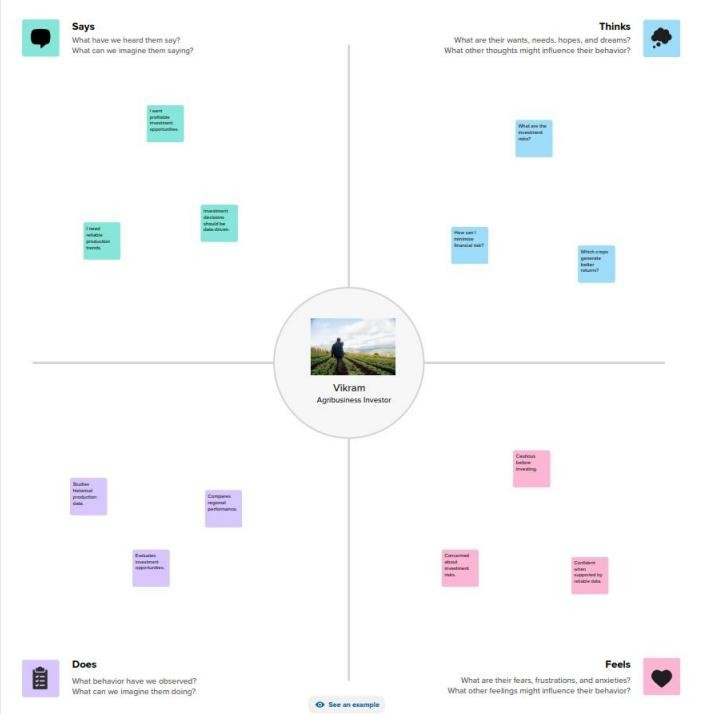 Says
What have we heard them say?
What can we imagine them saying?
Thinks
What are their wants, needs, hopes, and dreams?
What other thoughts might influence their behavior?
I want
profitable
investment
opportunities.
I need
reliable
production
trends.
Investment
decisions
should be
data-driven.
What are the
investment
risks?
How can I
minimize
financial risk?
Which crops
generate
better
returns?
Vikram
Agribusiness Investor
Studies
historical
production
data.
Compares
regional
performance.
Evaluates
investment
opportunities.
Cautious
before
investing.
Concerned
about
investment
risks.
Confident
when
supported by
reliable data.
Does
What behavior have we observed?
What can we imagine them doing?
Feels
What are their fears, frustrations, and anxieties?
What other feelings might influence their behavior?
See an example